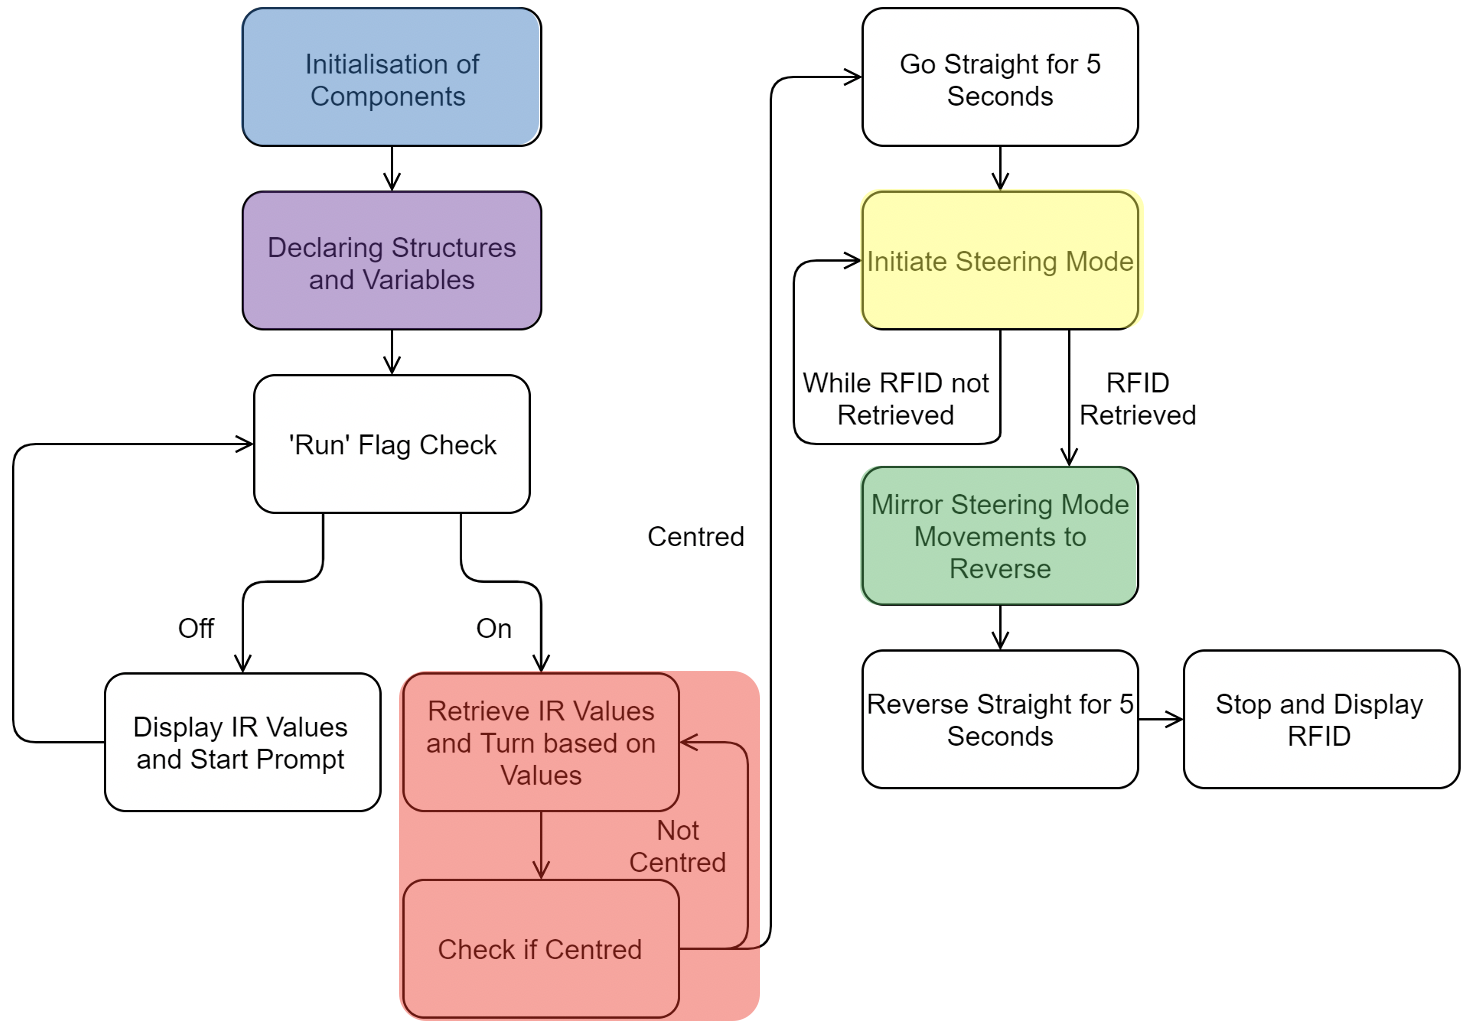 Initialisation of
Components
Declaring Structures
and Variables
'Run' Flag Check
Off
On
Display IR Values
and Start Prompt
Retrieve IR Values
and Turn based on
Values
Not
Centred
Check if Centred
Centred
Go Straight for 5
Seconds
Initiate Steering Mode
While RFID not
Retrieved
RFID
Retrieved
Mirror Steering Mode
Movements to
Reverse
Reverse Straight for 5
Seconds
Stop and Display
RFID